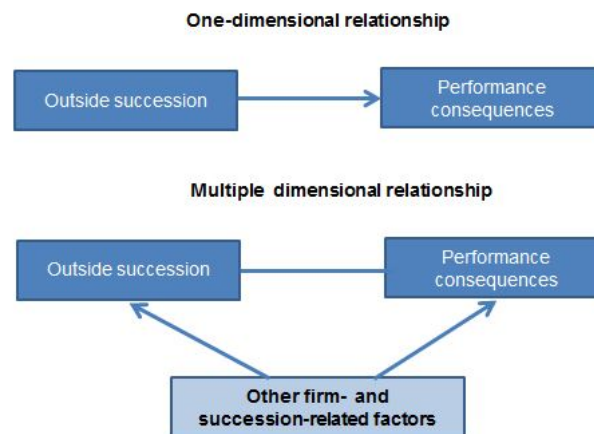 One-dimensional relationship
Outside succession
Performance
consequences
Multiple dimensional relationship
Outside succession
Performance
consequences
Other firm- and
succession-related factors